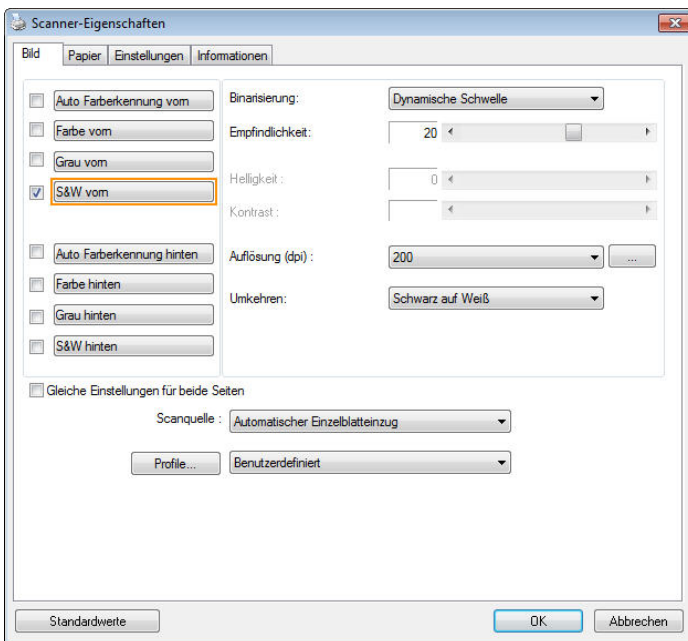 Scanner-Eigenschaften
Bild Papier Einstellungen Informationen
Auto Farberkennung vorn
Farbe vorn
Grau vorn
S&W vorn
Auto Farberkennung hinten
Farbe hinten
Grau hinten
S&W hinten
Binarisierung: Dynamische Schwelle
Empfindlichkeit: 20
Helligkeit : 0
Kontrast :
Auflösung (dpi) : 200 ...
Umkehren: Schwarz auf Weiß
Gleiche Einstellungen für beide Seiten
Scanquelle : Automatischer Einzelblatteinzug
Profile... Benutzerdefiniert
Standardwerte OK Abbrechen